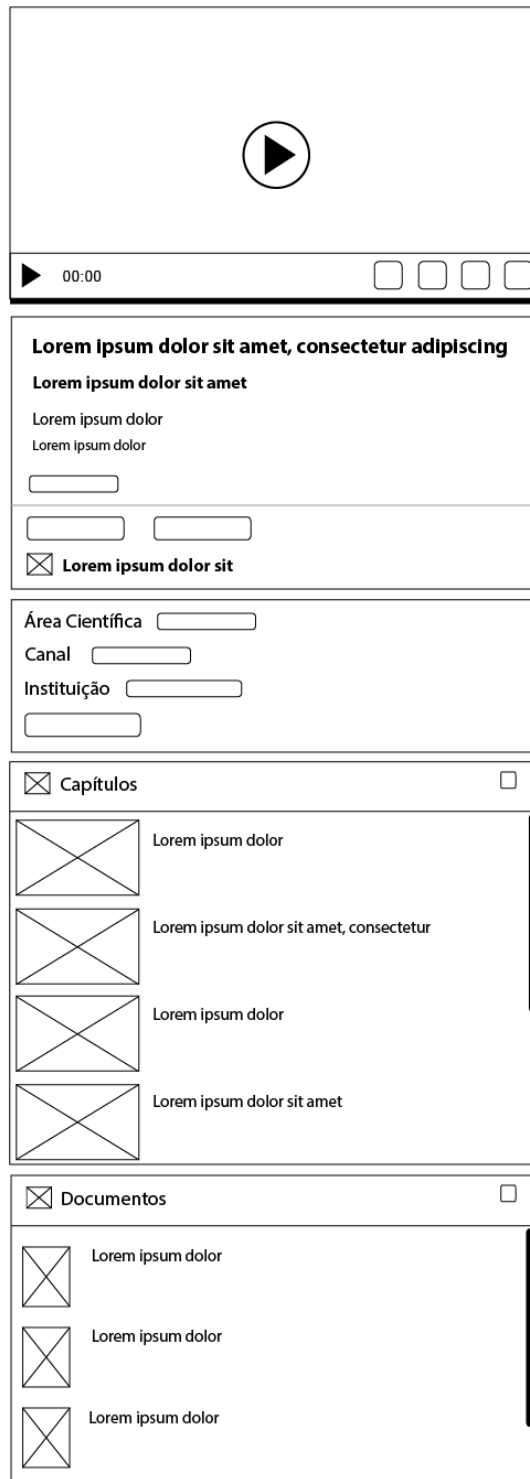 00:00
Lorem ipsum dolor sit amet, consectetur adipiscing
Lorem ipsum dolor sit amet
Lorem ipsum dolor
Lorem ipsum dolor
Lorem ipsum dolor sit
Área Científica
Canal
Instituição
Capítulos
Lorem ipsum dolor
Lorem ipsum dolor sit amet, consectetur
Lorem ipsum dolor
Lorem ipsum dolor sit amet
Documentos
Lorem ipsum dolor
Lorem ipsum dolor
Lorem ipsum dolor